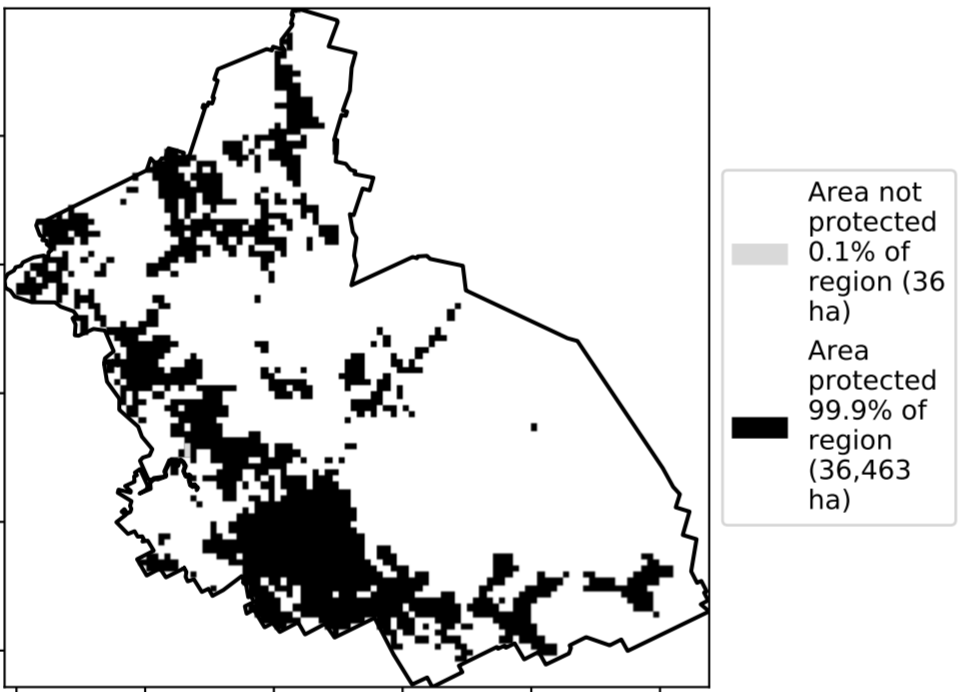 Area not
protected
0.1% of
region (36
ha)
Area
protected
99.9% of
region
(36,463
ha)